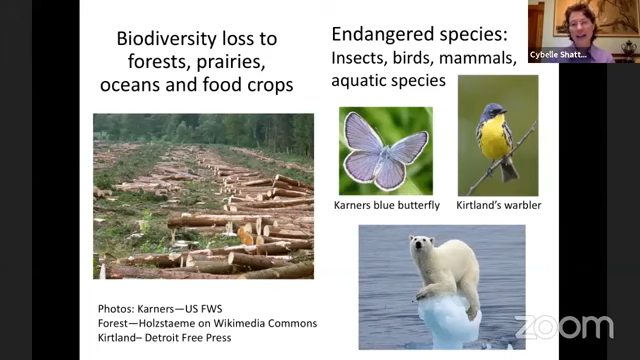 Biodiversity loss to
forests, prairies,
oceans and food crops
Endangered species:
Insects, birds, mammals,
aquatic species
Cybelle Shatt...
Karners blue butterfly
Kirtland's warbler
Photos: Karners—US FWS
Forest—Holzstaeme on Wikimedia Commons
Kirtland– Detroit Free Press
zoom